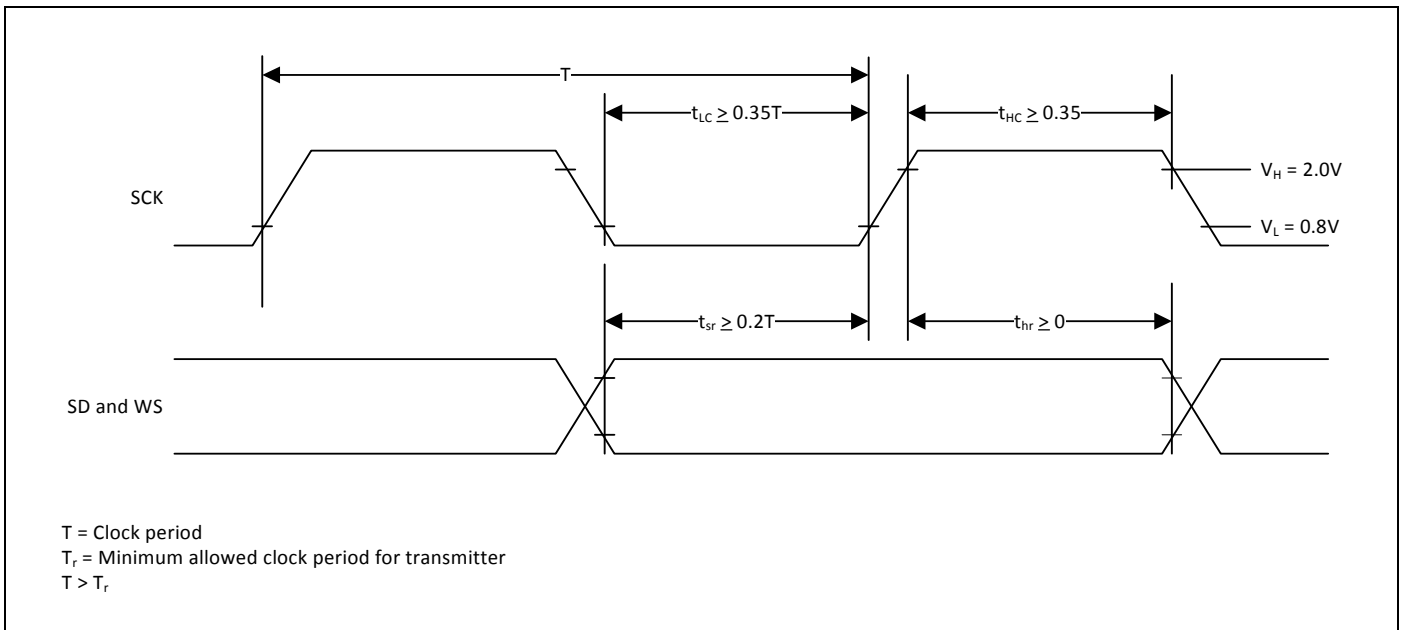 T
t_LC ≥ 0.35T
t_HC ≥ 0.35
SCK
V_H = 2.0V
V_L = 0.8V
t_sr ≥ 0.2T
t_hr ≥ 0
SD and WS
T = Clock period
T_r = Minimum allowed clock period for transmitter
T > T_r